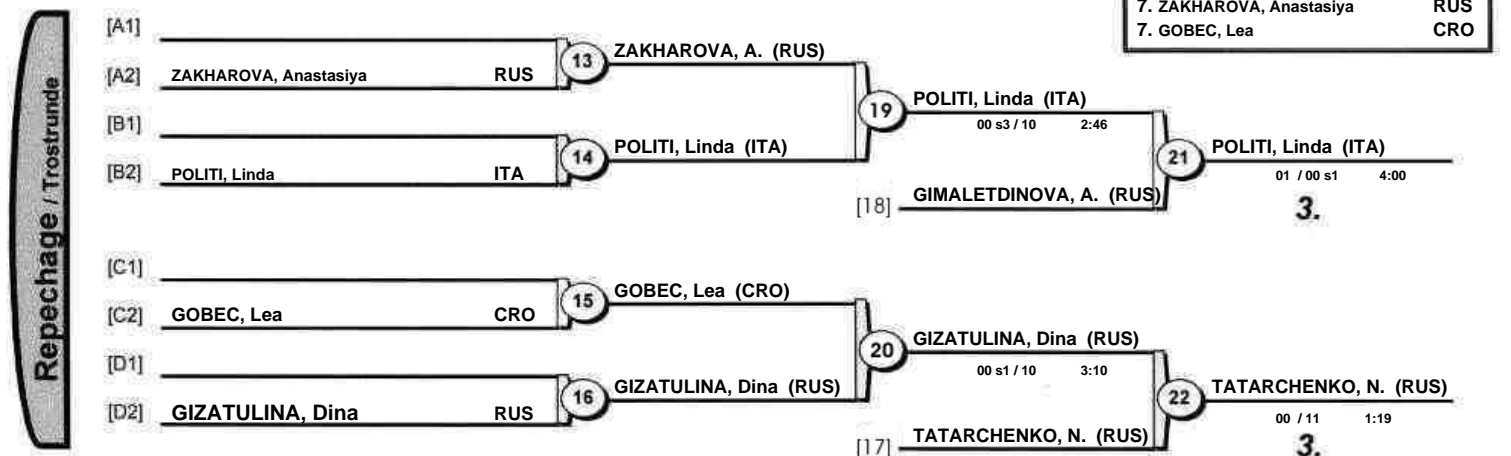 7. ZAKHAROVA, Anastasiya RUS
7. GOBEC, Lea CRO
Repechage / Trostrunde
[A1]
[A2] ZAKHAROVA, Anastasiya RUS
13
ZAKHAROVA, A. (RUS)
[B1]
[B2] POLITI, Linda ITA
14
POLITI, Linda (ITA)
19
POLITI, Linda (ITA)
00 s3 / 10 2:46
[18] GIMALETDINOVA, A. (RUS)
21
POLITI, Linda (ITA)
01 / 00 s1 4:00
3.
[C1]
[C2] GOBEC, Lea CRO
15
GOBEC, Lea (CRO)
[D1]
[D2] GIZATULINA, Dina RUS
16
GIZATULINA, Dina (RUS)
20
GIZATULINA, Dina (RUS)
00 s1 / 10 3:10
[17] TATARCHENKO, N. (RUS)
22
TATARCHENKO, N. (RUS)
00 / 11 1:19
3.